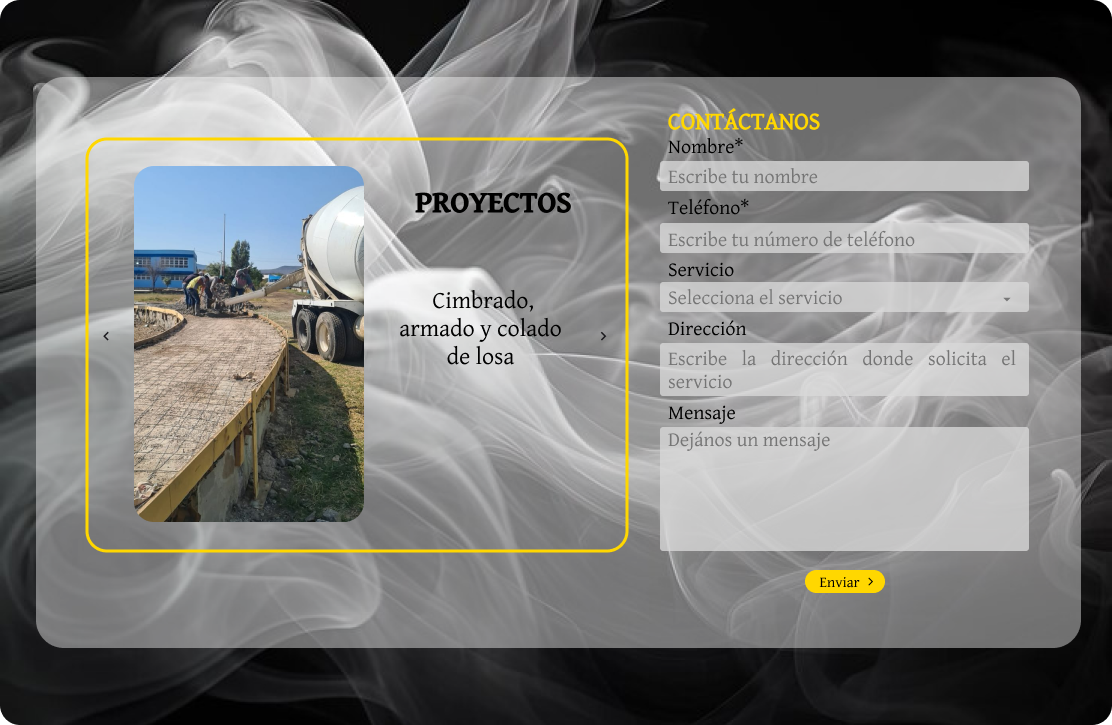 PROYECTOS
Cimbrado,
armado y colado
de losa
CONTÁCTANOS
Nombre*
Escribe tu nombre
Teléfono*
Escribe tu número de teléfono
Servicio
Selecciona el servicio
Dirección
Escribe la dirección donde solicita el
servicio
Mensaje
Dejános un mensaje
Enviar